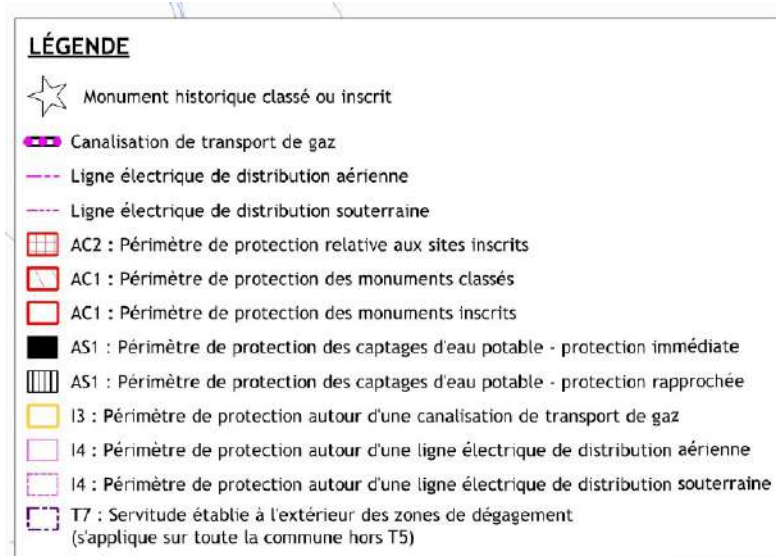 LÉGENDE
Monument historique classé ou inscrit
Canalisation de transport de gaz
Ligne électrique de distribution aérienne
Ligne électrique de distribution souterraine
AC2 : Périmètre de protection relative aux sites inscrits
AC1 : Périmètre de protection des monuments classés
AC1 : Périmètre de protection des monuments inscrits
AS1 : Périmètre de protection des captages d'eau potable - protection immédiate
AS1 : Périmètre de protection des captages d'eau potable - protection rapprochée
I3 : Périmètre de protection autour d'une canalisation de transport de gaz
I4 : Périmètre de protection autour d'une ligne électrique de distribution aérienne
I4 : Périmètre de protection autour d'une ligne électrique de distribution souterraine
T7 : Servitude établie à l'extérieur des zones de dégagement
(s'applique sur toute la commune hors T5)